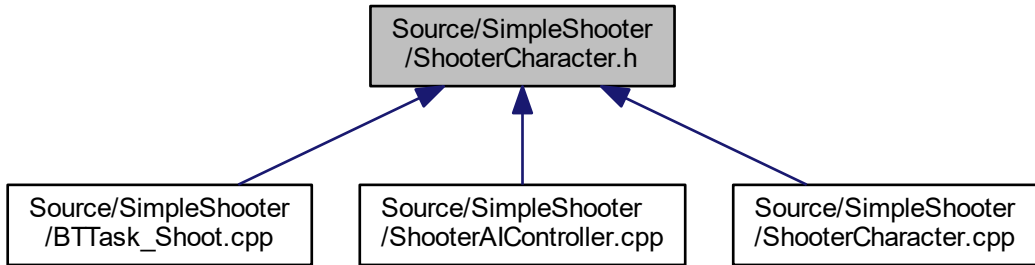 Source/SimpleShooter
/ShooterCharacter.h
Source/SimpleShooter
/BTTask_Shoot.cpp
Source/SimpleShooter
/ShooterAIController.cpp
Source/SimpleShooter
/ShooterCharacter.cpp